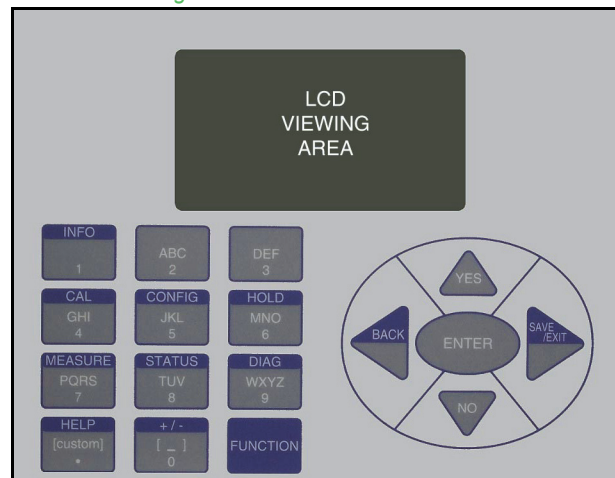 LCD
VIEWING
AREA
INFO
1
ABC
2
DEF
3
CAL
GHI
4
CONFIG
JKL
5
HOLD
MNO
6
MEASURE
PQRS
7
STATUS
TUV
8
DIAG
WXYZ
9
HELP
[custom]
•
+ / -
[ _ ]
0
FUNCTION
YES
BACK
ENTER
SAVE
/EXIT
NO